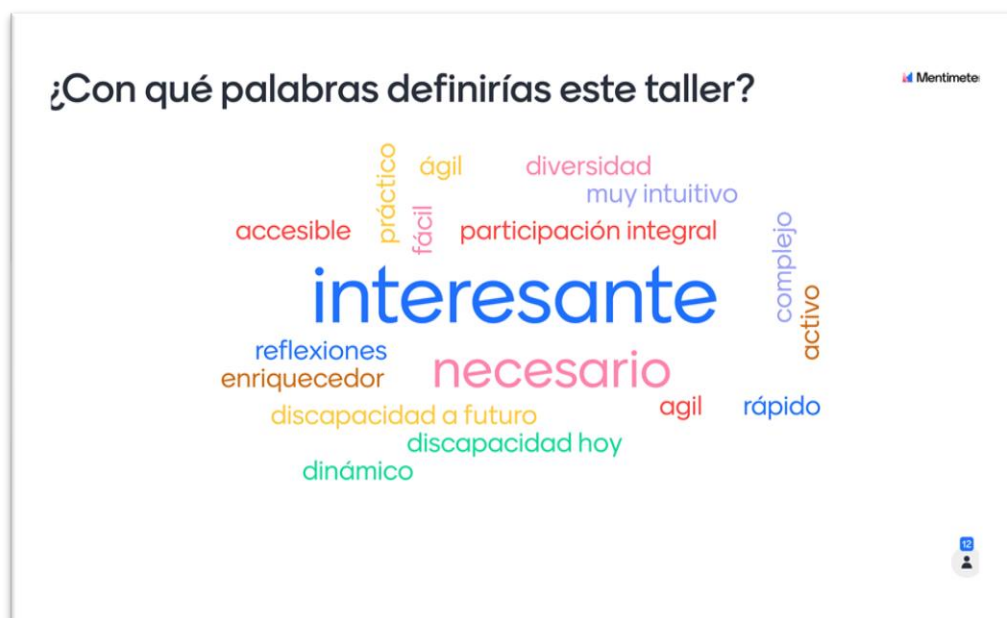 ¿Con qué palabras definirías este taller?
Mentimete
práctico
ágil
diversidad
muy intuitivo
accesible
fácil
participación integral
complejo
interesante
activo
reflexiones
necesario
enriquecedor
discapacidad a futuro
agil
rápido
discapacidad hoy
dinámico
12